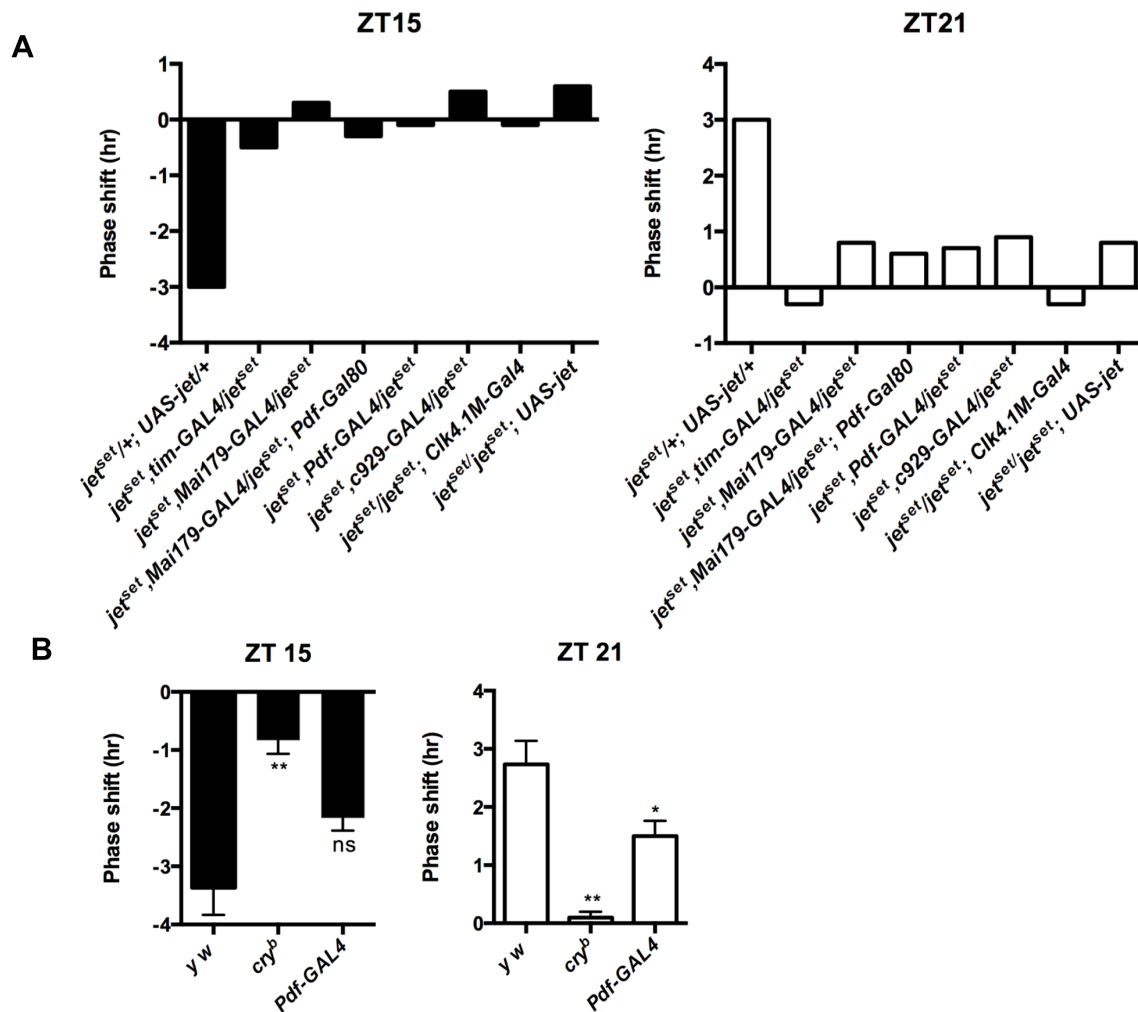 A
ZT15
Phase shift (hr)
1
0
-1
-2
-3
-4
jetset/+; UAS-jet/+
jetset,tim-GAL4/jetset
jetset,Mai179-GAL4/jetset
jetset,Mai179-GAL4/jetset; Pdf-Gal80
jetset,Pdf-GAL4/jetset
jetset,c929-GAL4/jetset
jetset/jetset; Clk4.1M-Gal4
jetset/jetset; UAS-jet
ZT21
Phase shift (hr)
4
3
2
1
0
-1
jetset/+; UAS-jet/+
jetset,tim-GAL4/jetset
jetset,Mai179-GAL4/jetset
jetset,Mai179-GAL4/jetset; Pdf-Gal80
jetset,Pdf-GAL4/jetset
jetset,c929-GAL4/jetset
jetset/jetset; Clk4.1M-Gal4
jetset/jetset; UAS-jet
B
ZT 15
Phase shift (hr)
0
-1
-2
-3
-4
**
ns
y w
cryb
Pdf-GAL4
ZT 21
Phase shift (hr)
4
3
2
1
0
**
*
y w
cryb
Pdf-GAL4